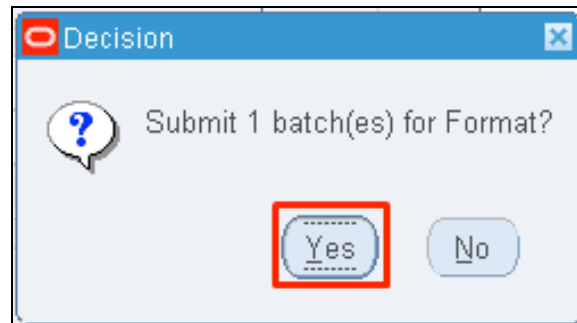 Decision
Submit 1 batch(es) for Format?
Yes
No